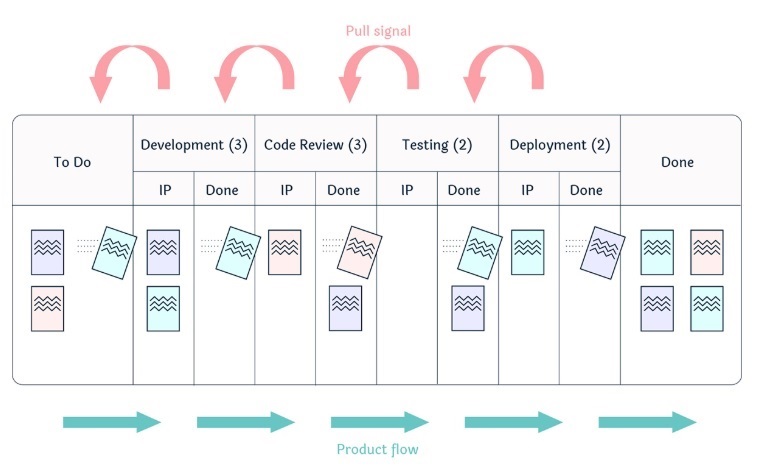 Pull signal
To Do
Development (3)
Code Review (3)
Testing (2)
Deployment (2)
Done
IP
Done
IP
Done
IP
Done
IP
Done
Product flow